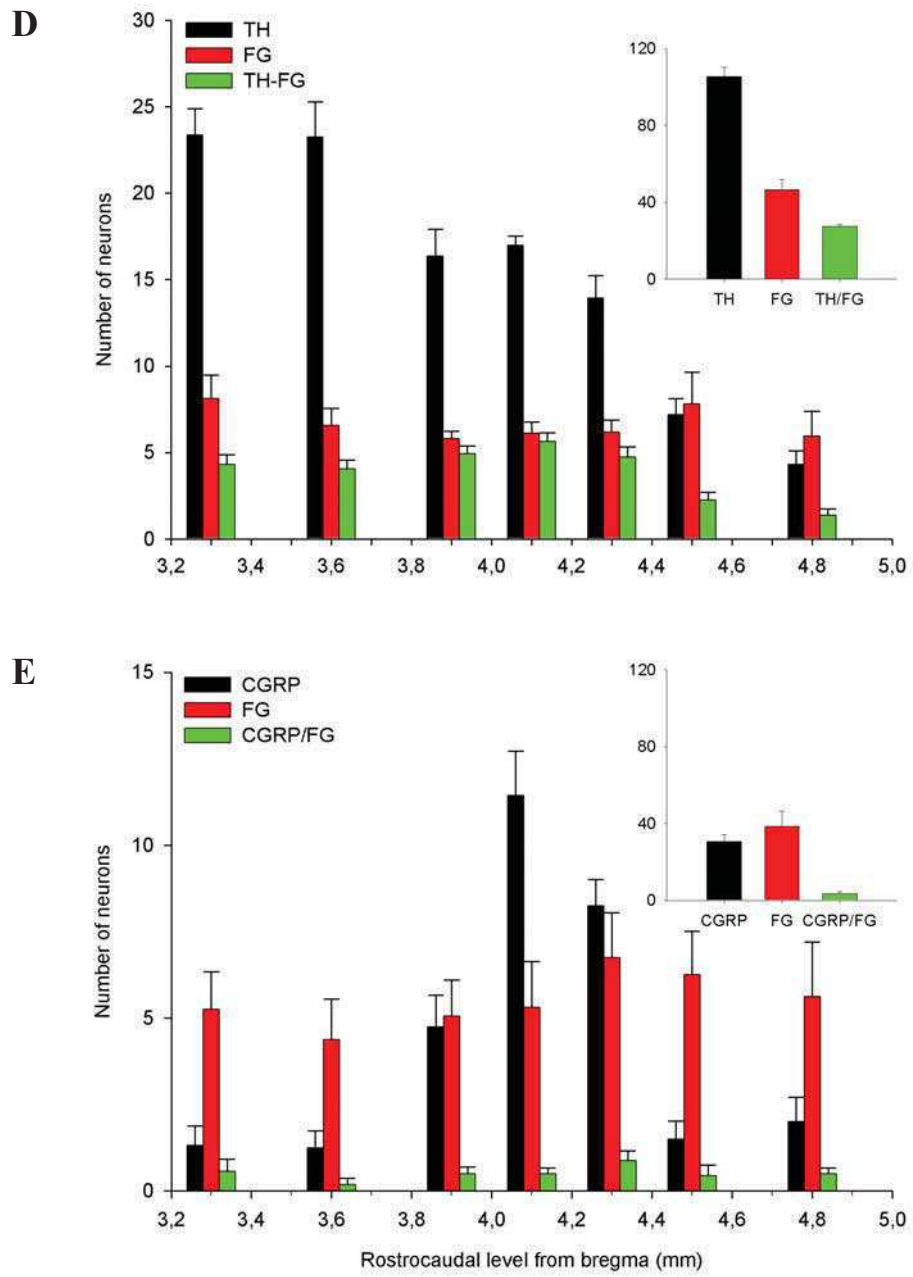 D
TH
FG
TH-FG
Number of neurons
30
25
20
15
10
5
0
3,2 3,4 3,6 3,8 4,0 4,2 4,4 4,6 4,8 5,0
120
80
40
0
TH FG TH/FG
E
CGRP
FG
CGRP/FG
Number of neurons
15
10
5
0
3,2 3,4 3,6 3,8 4,0 4,2 4,4 4,6 4,8 5,0
120
80
40
0
CGRP FG CGRP/FG
Rostrocaudal level from bregma (mm)